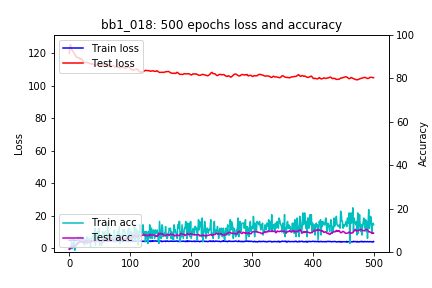 bb1_018: 500 epochs loss and accuracy
Train loss
Test loss
Train acc
Test acc
Loss
120
100
80
60
40
20
0
0
100
200
300
400
500
100
80
60
40
20
0
Accuracy